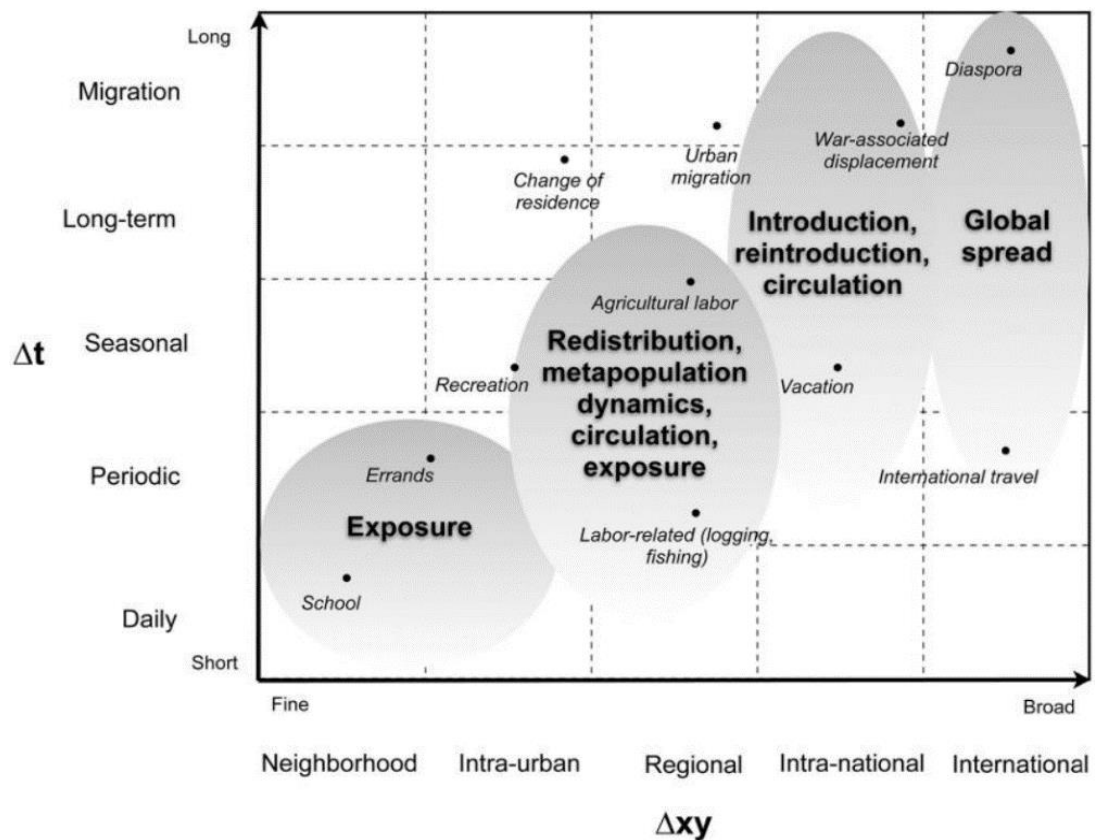 Long
Diaspora
Migration
Urban
migration
War-associated
displacement
Change of
residence
Long-term
Introduction,
reintroduction,
circulation
Global
spread
Agricultural labor
Seasonal
Δt
Redistribution,
metapopulation
dynamics,
circulation,
exposure
Recreation
Vacation
Periodic
Errands
International travel
Exposure
Labor-related (logging,
fishing)
School
Daily
Short
Fine
Broad
Neighborhood
Intra-urban
Regional
Intra-national
International
Δxy